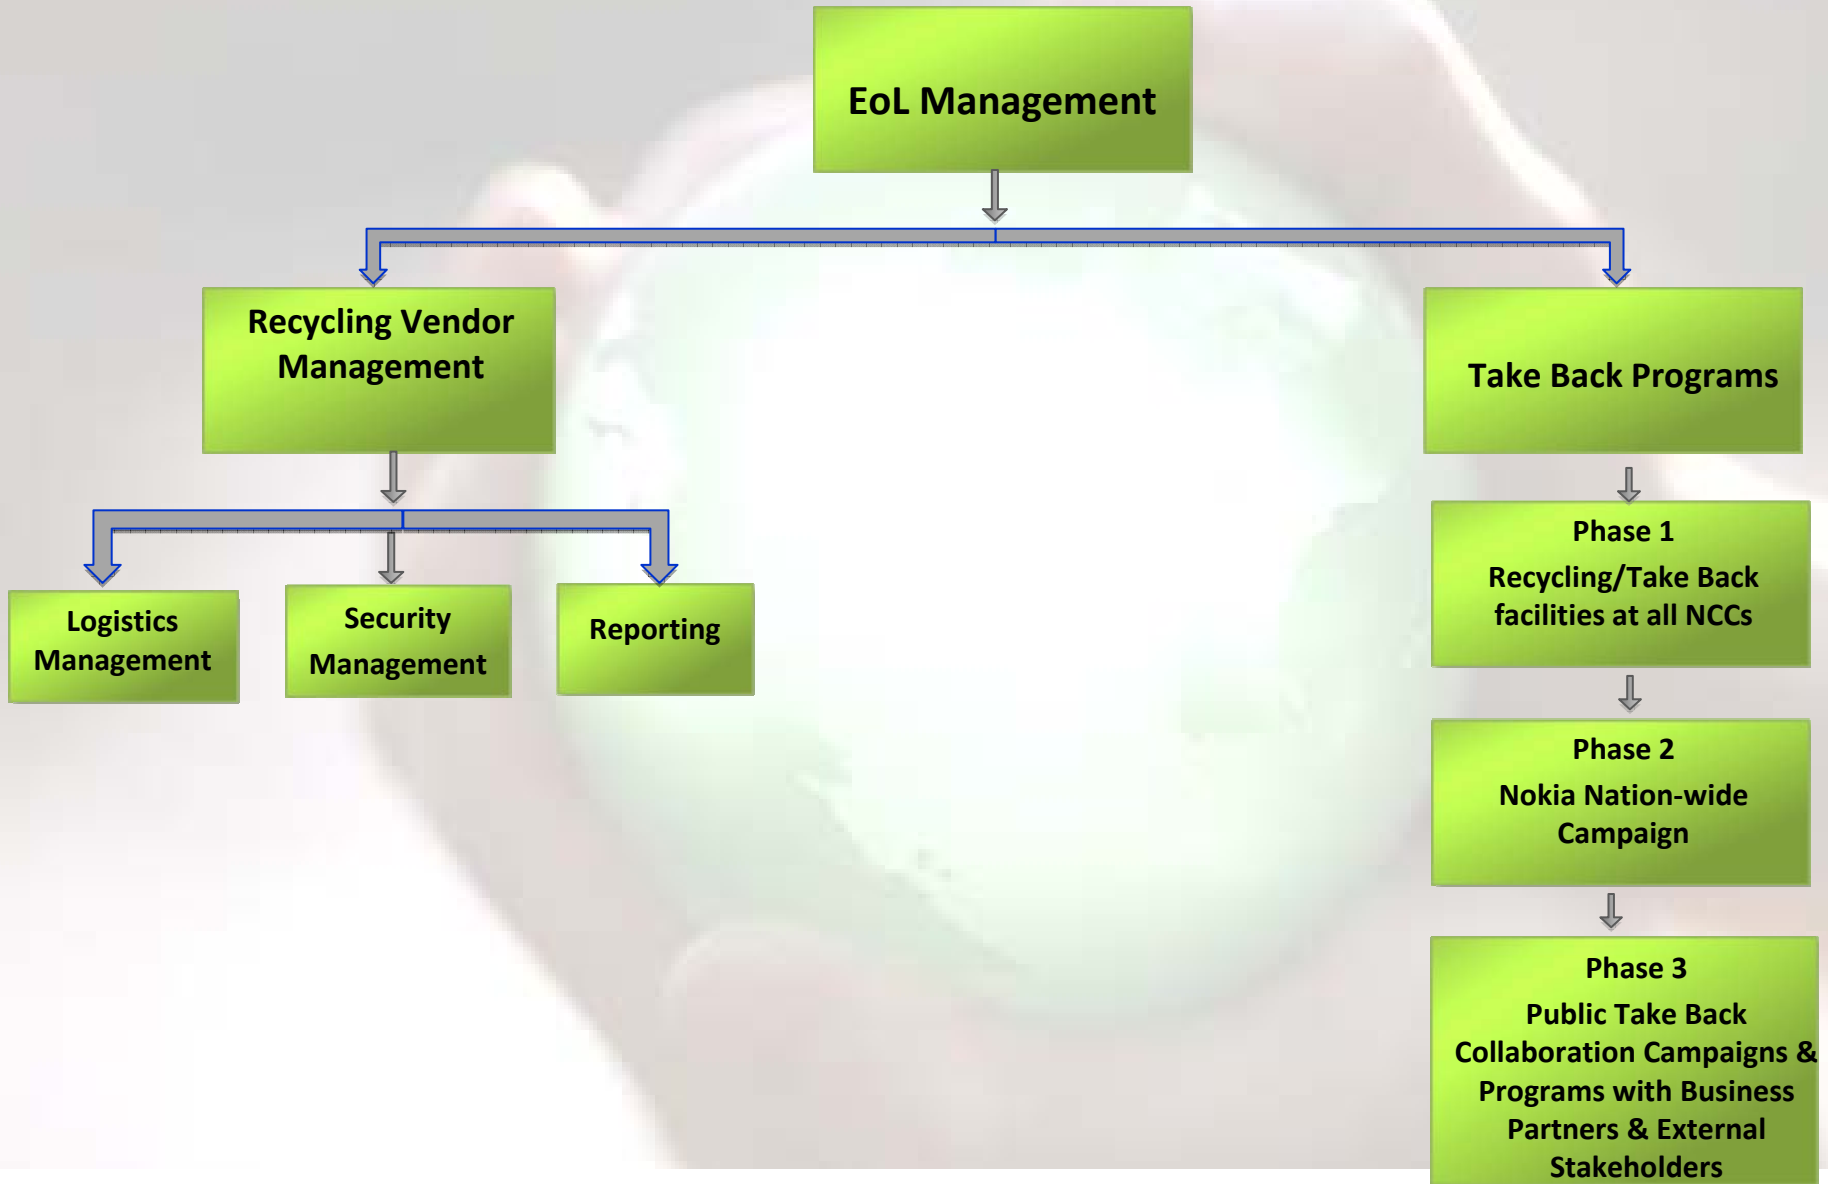 EoL Management
Recycling Vendor
Management
Take Back Programs
Logistics
Management
Security
Management
Reporting
Phase 1
Recycling/Take Back
facilities at all NCCs
Phase 2
Nokia Nation-wide
Campaign
Phase 3
Public Take Back
Collaboration Campaigns &
Programs with Business
Partners & External
Stakeholders